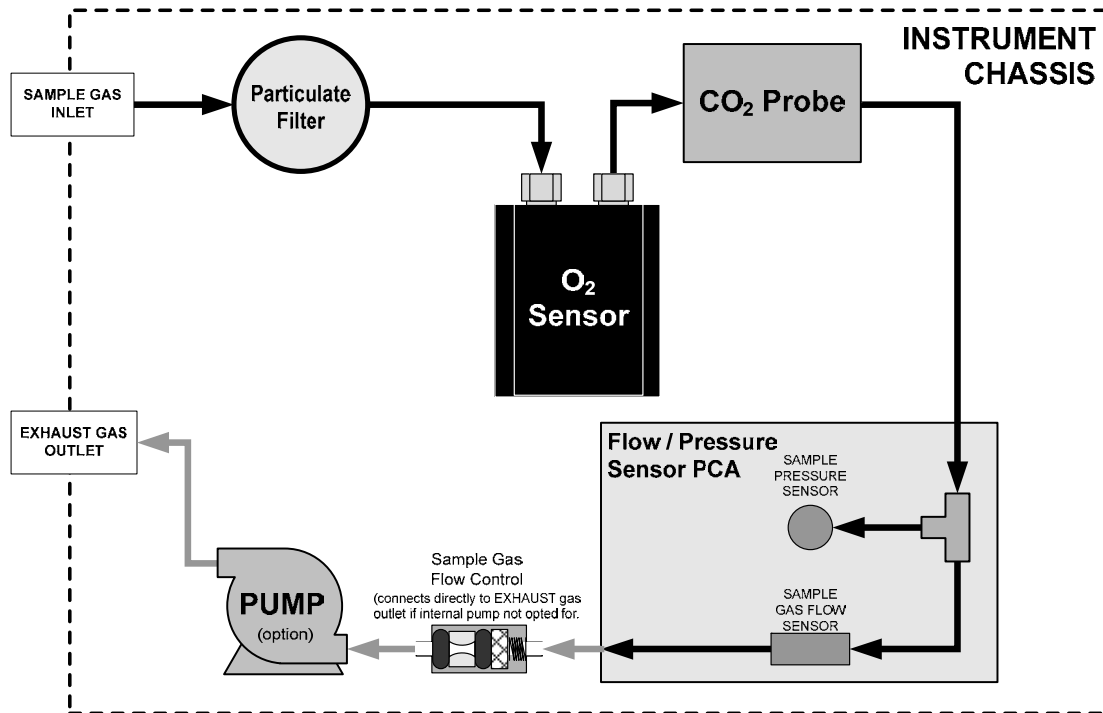 INSTRUMENT
CHASSIS
SAMPLE GAS
INLET
Particulate
Filter
CO₂ Probe
O₂
Sensor
EXHAUST GAS
OUTLET
Flow / Pressure
Sensor PCA
SAMPLE
PRESSURE
SENSOR
Sample Gas
Flow Control
(connects directly to EXHAUST gas
outlet if internal pump not opted for.
PUMP
(option)
SAMPLE
GAS FLOW
SENSOR